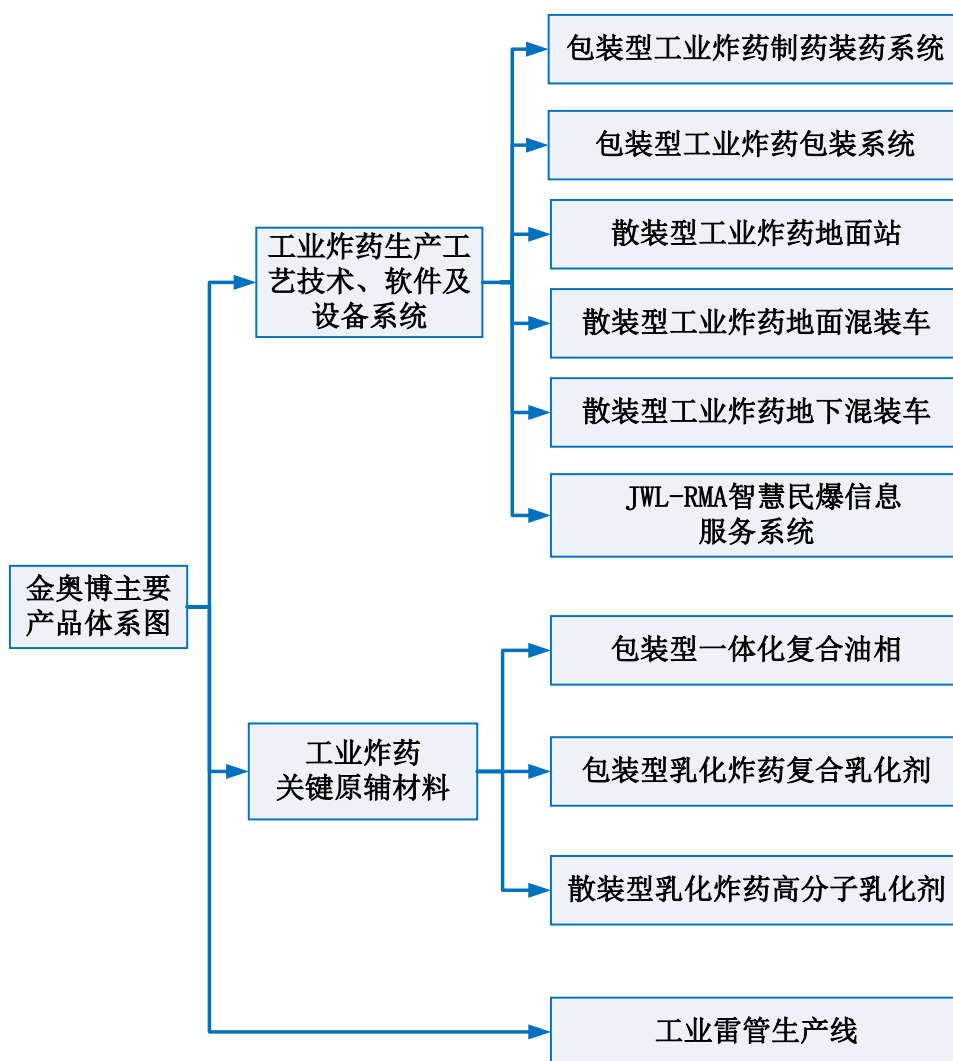 金奥博主要
产品体系图
工业炸药生产工
艺技术、软件及
设备系统
包装型工业炸药制药装药系统
包装型工业炸药包装系统
散装型工业炸药地面站
散装型工业炸药地面混装车
散装型工业炸药地下混装车
JWL-RMA智慧民爆信息
服务系统
工业炸药
关键原辅材料
包装型一体化复合油相
包装型乳化炸药复合乳化剂
散装型乳化炸药高分子乳化剂
工业雷管生产线